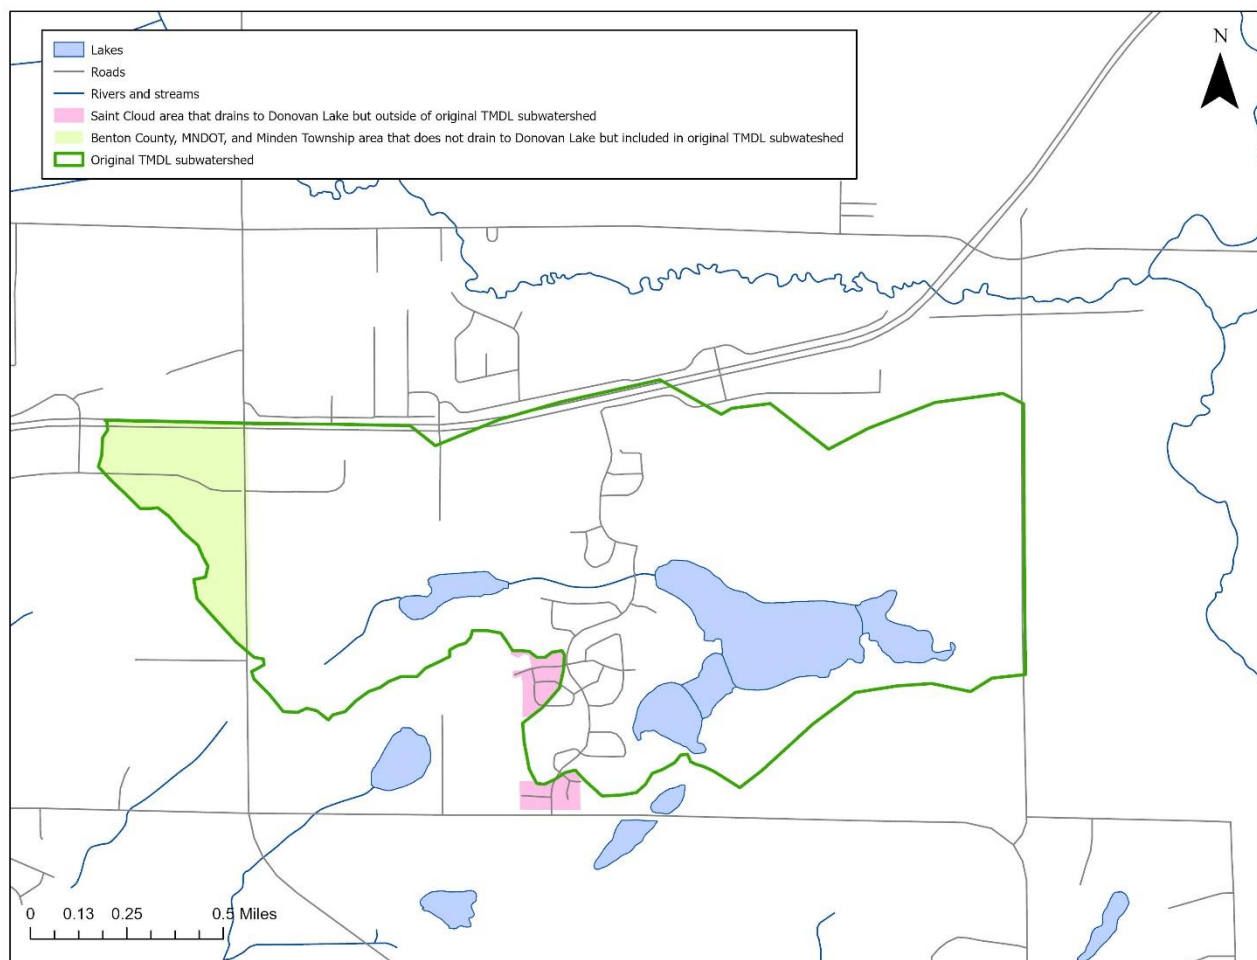 N
Lakes
Roads
Rivers and streams
Saint Cloud area that drains to Donovan Lake but outside of original TMDL subwatershed
Benton County, MNDOT, and Minden Township area that does not drain to Donovan Lake but included in original TMDL subwateshed
Original TMDL subwatershed
0 0.13 0.25 0.5 Miles